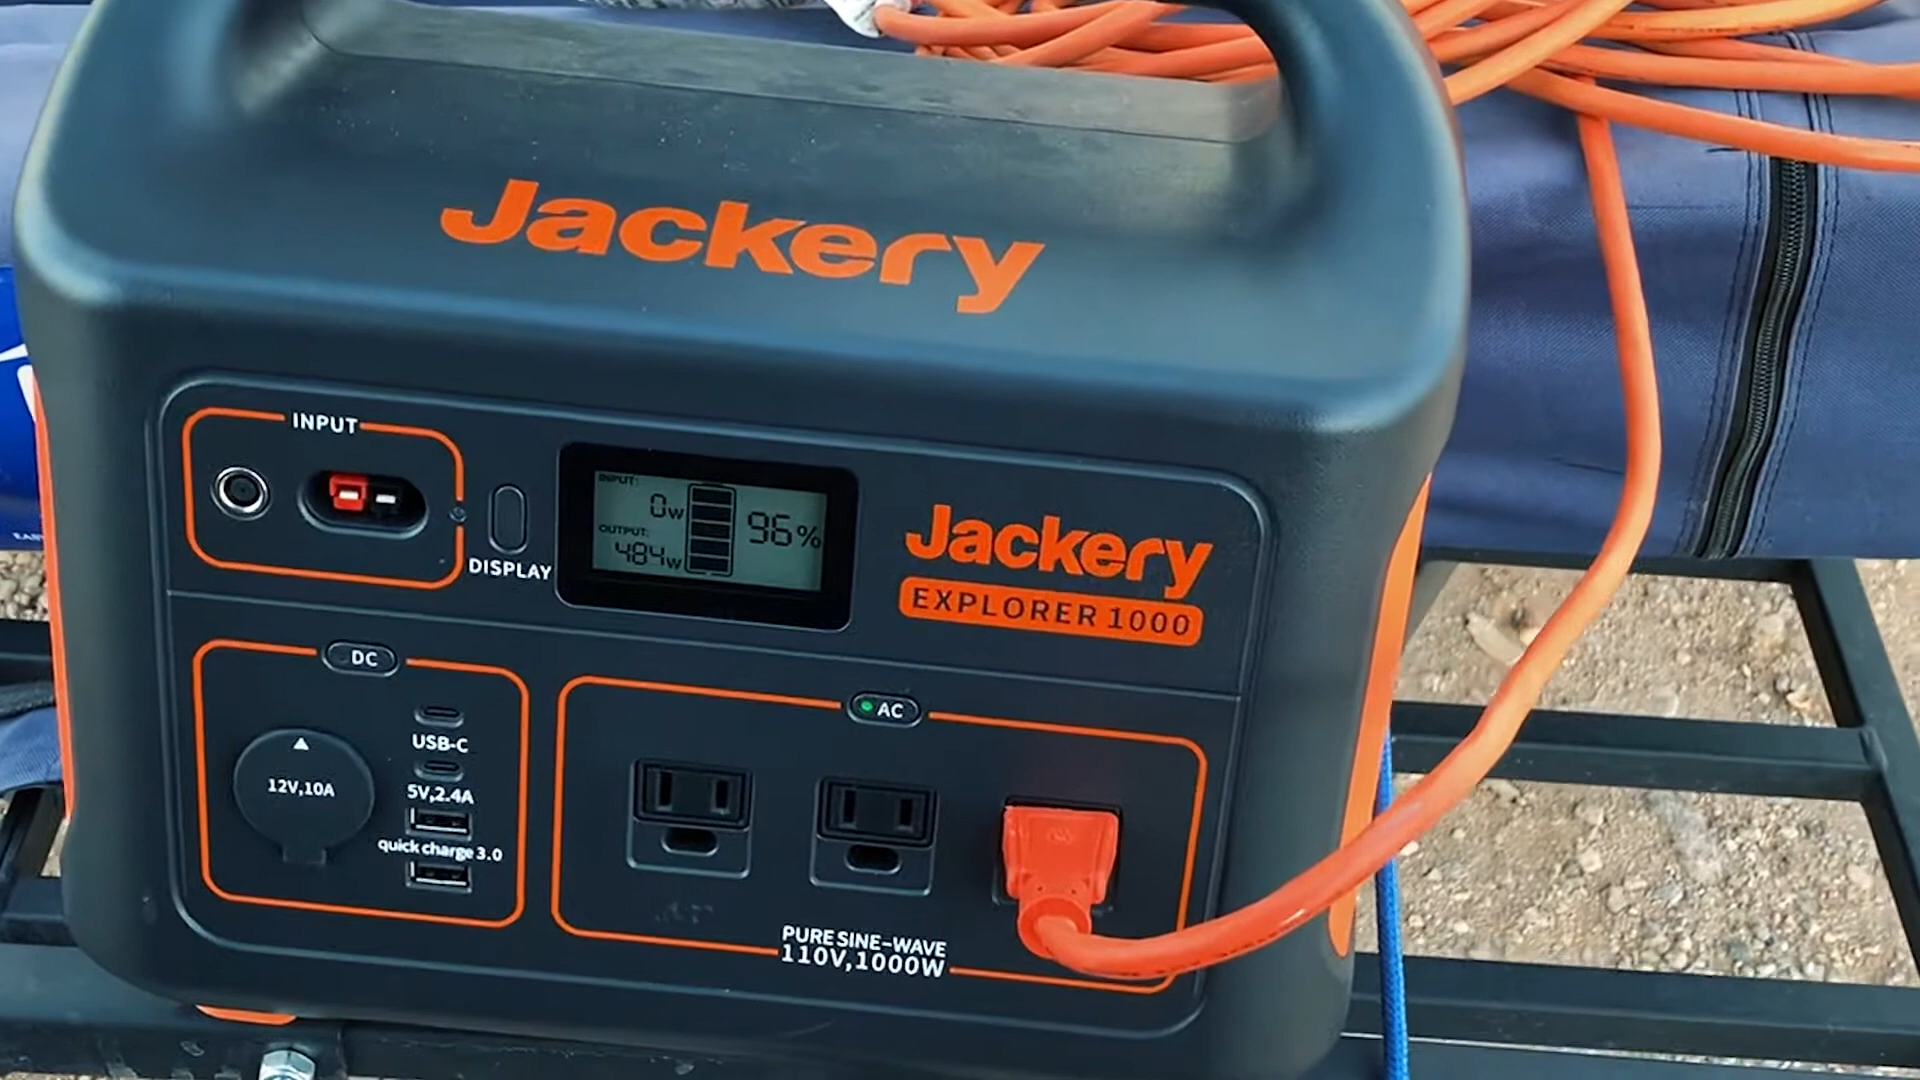 Jackery
INPUT
DISPLAY
INPUT:
0w
OUTPUT:
484w
96%
Jackery
EXPLORER 1000
DC
12V,10A
USB-C
5V,2.4A
quick charge 3.0
AC
PURE SINE-WAVE
110V,1000W